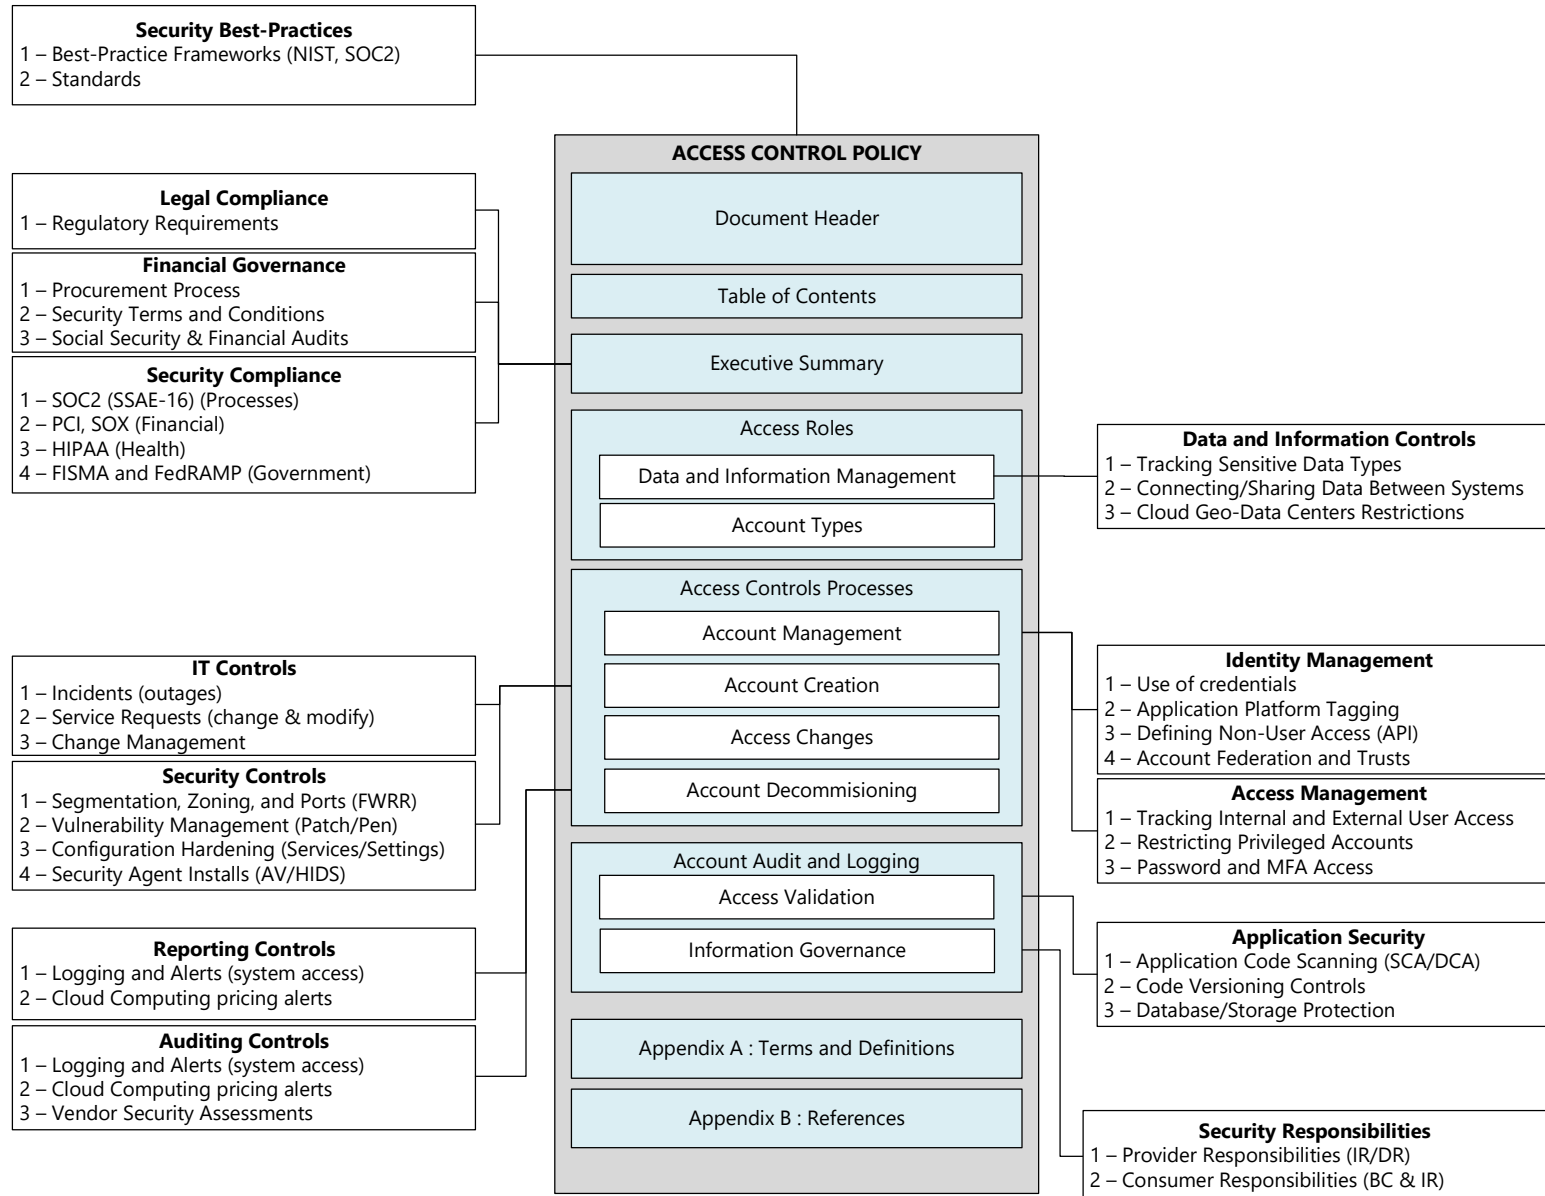 Security Best-Practices
1 – Best-Practice Frameworks (NIST, SOC2)
2 – Standards
Legal Compliance
1 – Regulatory Requirements
Financial Governance
1 – Procurement Process
2 – Security Terms and Conditions
3 – Social Security & Financial Audits
Security Compliance
1 – SOC2 (SSAE-16) (Processes)
2 – PCI, SOX (Financial)
3 – HIPAA (Health)
4 – FISMA and FedRAMP (Government)
IT Controls
1 – Incidents (outages)
2 – Service Requests (change & modify)
3 – Change Management
Security Controls
1 – Segmentation, Zoning, and Ports (FWRR)
2 – Vulnerability Management (Patch/Pen)
3 – Configuration Hardening (Services/Settings)
4 – Security Agent Installs (AV/HIDS)
Reporting Controls
1 – Logging and Alerts (system access)
2 – Cloud Computing pricing alerts
Auditing Controls
1 – Logging and Alerts (system access)
2 – Cloud Computing pricing alerts
3 – Vendor Security Assessments
ACCESS CONTROL POLICY
Document Header
Table of Contents
Executive Summary
Access Roles
Data and Information Management
Account Types
Access Controls Processes
Account Management
Account Creation
Access Changes
Account Decommisioning
Account Audit and Logging
Access Validation
Information Governance
Appendix A : Terms and Definitions
Appendix B : References
Data and Information Controls
1 – Tracking Sensitive Data Types
2 – Connecting/Sharing Data Between Systems
3 – Cloud Geo-Data Centers Restrictions
Identity Management
1 – Use of credentials
2 – Application Platform Tagging
3 – Defining Non-User Access (API)
4 – Account Federation and Trusts
Access Management
1 – Tracking Internal and External User Access
2 – Restricting Privileged Accounts
3 – Password and MFA Access
Application Security
1 – Application Code Scanning (SCA/DCA)
2 – Code Versioning Controls
3 – Database/Storage Protection
Security Responsibilities
1 – Provider Responsibilities (IR/DR)
2 – Consumer Responsibilities (BC & IR)